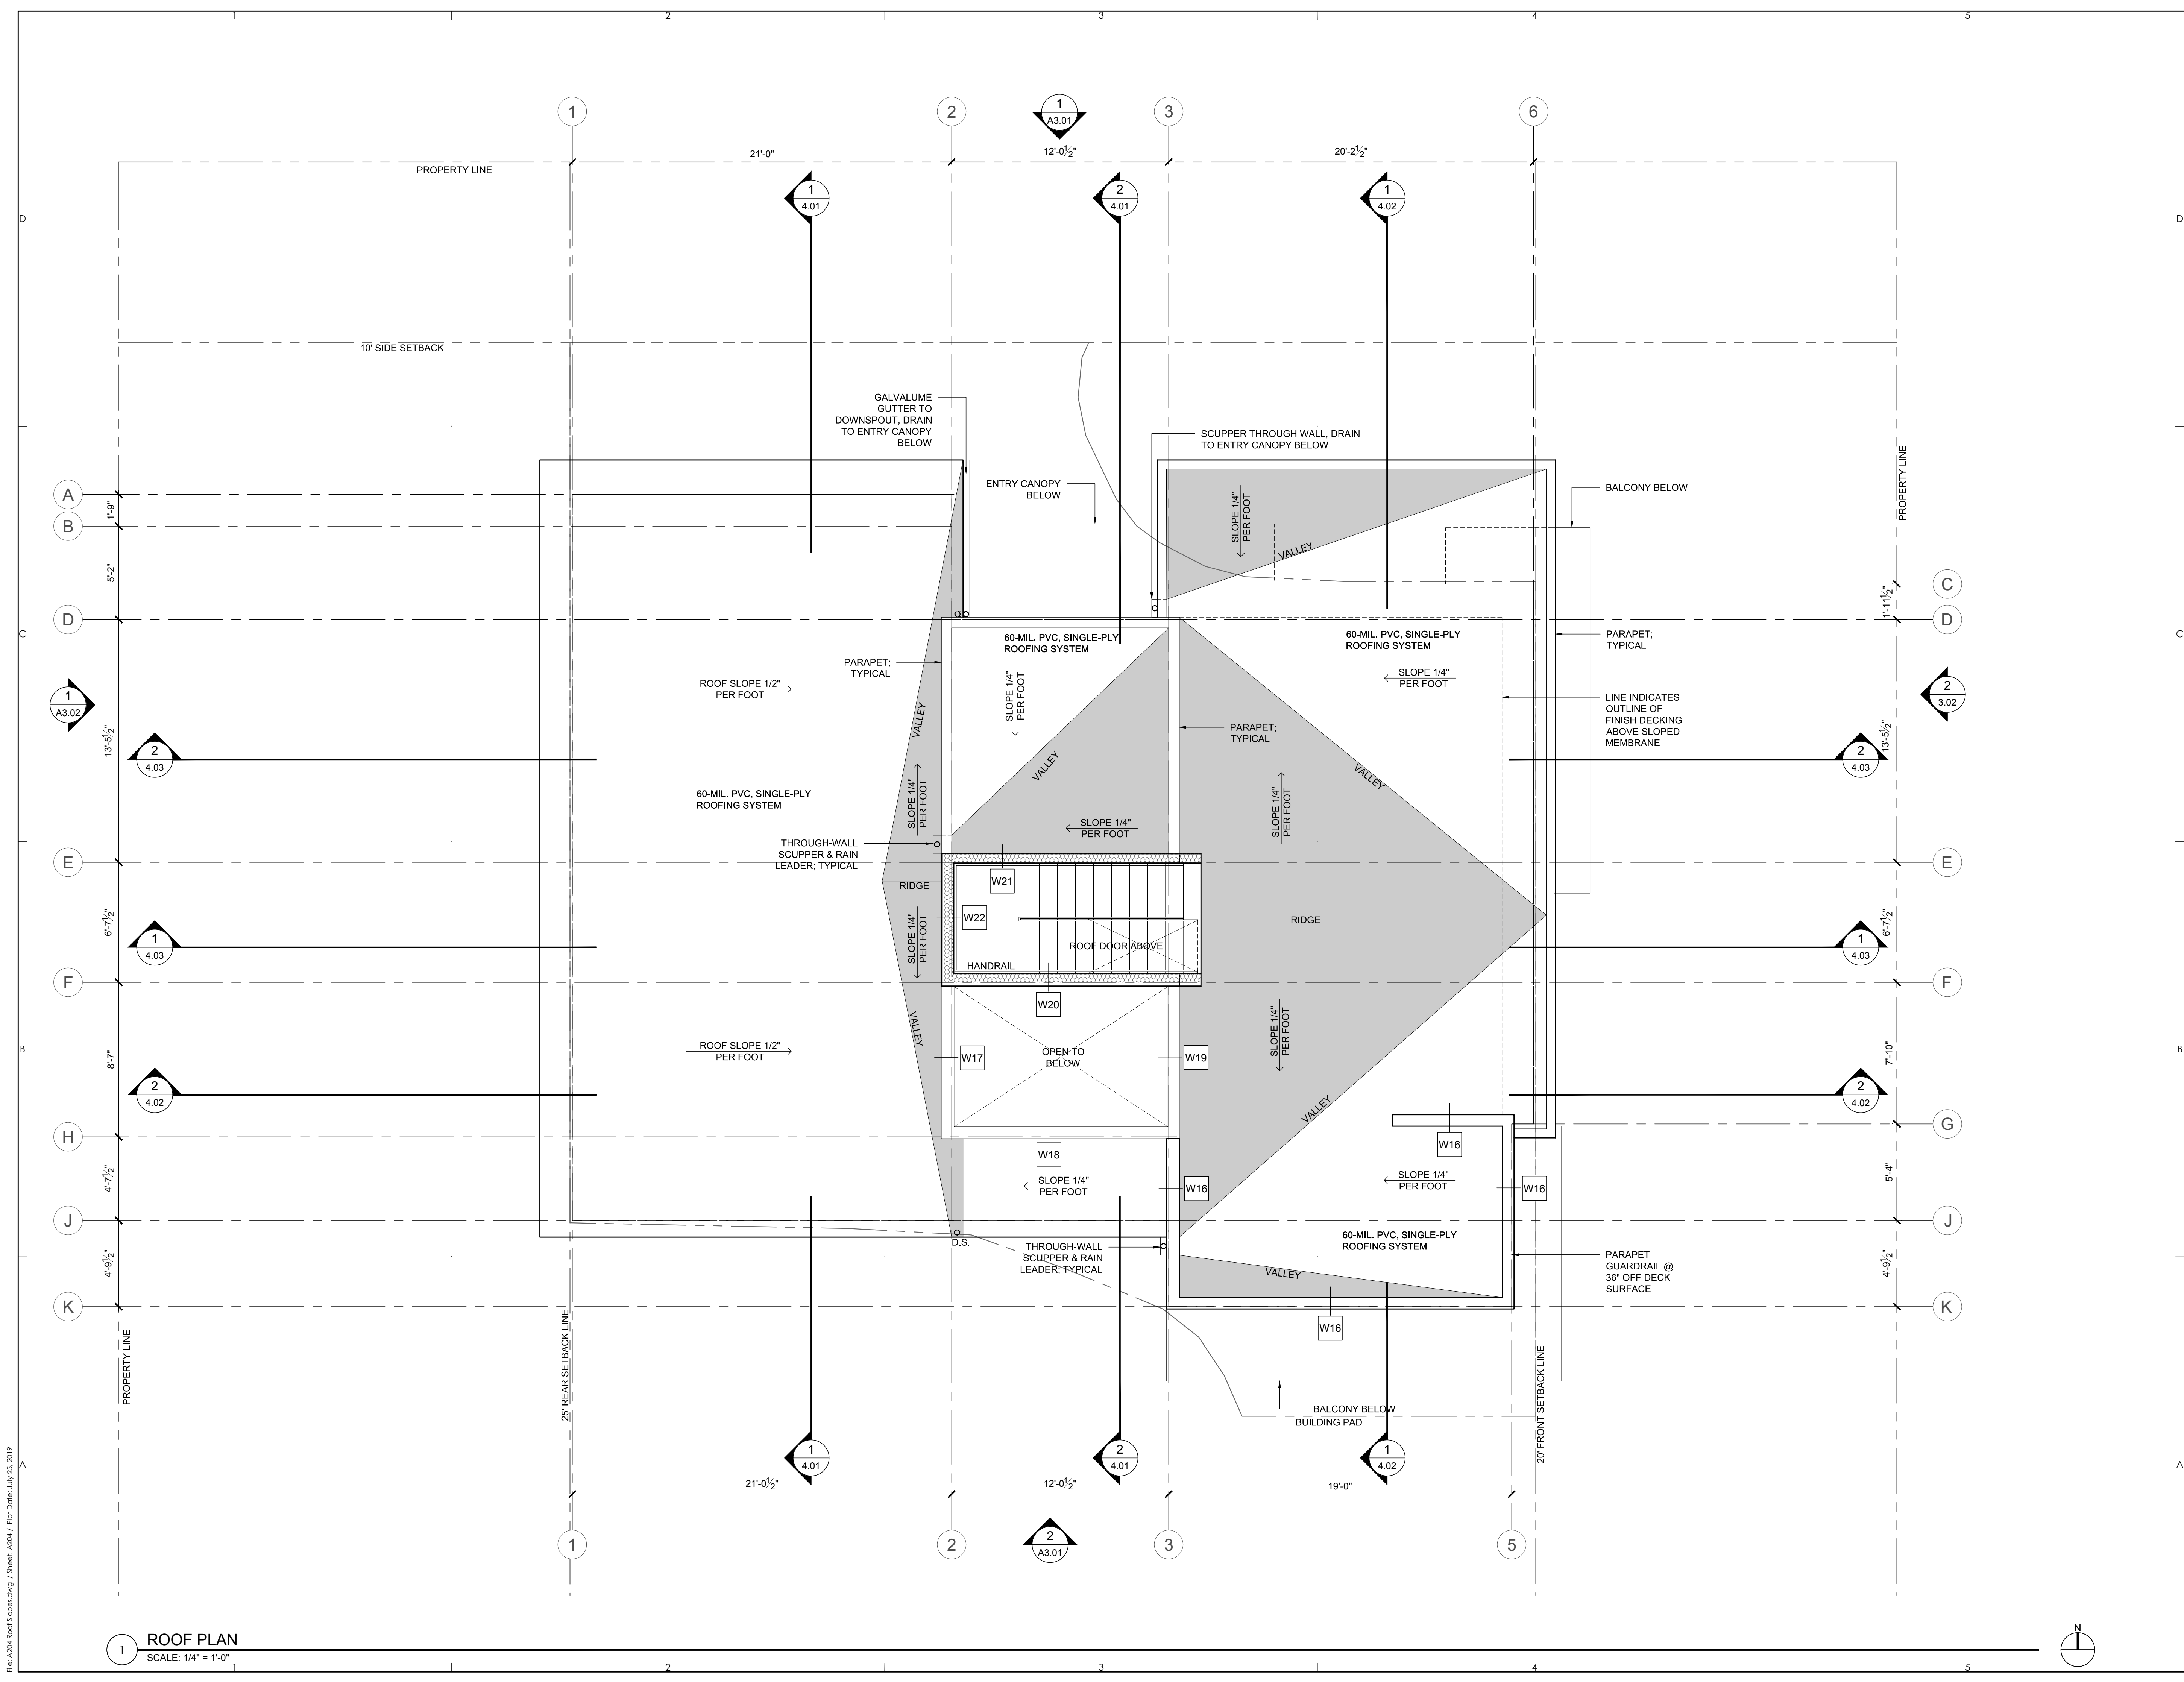 1 2 3 4 5
1 2 3 6
1
A3.01
21'-0" 12'-0½" 20'-2½"
PROPERTY LINE
1
4.01
2
4.01
1
4.02
D D
10' SIDE SETBACK
GALVALUME
GUTTER TO
DOWNSPOUT, DRAIN
TO ENTRY CANOPY
BELOW
SCUPPER THROUGH WALL, DRAIN
TO ENTRY CANOPY BELOW
PROPERTY LINE
ENTRY CANOPY
BELOW
BALCONY BELOW
A
1'-9"
B
5'-2"
D
SLOPE 1/4"
PER FOOT
VALLEY
C
1'-11½"
D
C C
60-MIL. PVC, SINGLE-PLY
ROOFING SYSTEM
60-MIL. PVC, SINGLE-PLY
ROOFING SYSTEM
PARAPET;
TYPICAL
PARAPET;
TYPICAL
ROOF SLOPE 1/2"
PER FOOT
SLOPE 1/4"
PER FOOT
SLOPE 1/4"
PER FOOT
LINE INDICATES
OUTLINE OF
FINISH DECKING
ABOVE SLOPED
MEMBRANE
1
A3.02
2
3.02
VALLEY
PARAPET;
TYPICAL
13'-5½"
13'-5½"
2
4.03
2
4.03
VALLEY
VALLEY
60-MIL. PVC, SINGLE-PLY
ROOFING SYSTEM
SLOPE 1/4"
PER FOOT
SLOPE 1/4"
PER FOOT
SLOPE 1/4"
PER FOOT
THROUGH-WALL
SCUPPER & RAIN
LEADER; TYPICAL
E E
W21
RIDGE
W22
RIDGE
6'-7½"
6'-7½"
SLOPE 1/4"
PER FOOT
ROOF DOOR ABOVE
HANDRAIL
1
4.03
1
4.03
F F
W20
VALLEY
SLOPE 1/4"
PER FOOT
B B
ROOF SLOPE 1/2"
PER FOOT
W17
OPEN TO
BELOW
W19
8'-7"
7'-10"
2
4.02
2
4.02
VALLEY
H G
W18
W16
4'-7½"
SLOPE 1/4"
PER FOOT
W16
SLOPE 1/4"
PER FOOT
W16
5'-4"
J J
D.S.
THROUGH-WALL
SCUPPER & RAIN
LEADER; TYPICAL
60-MIL. PVC, SINGLE-PLY
ROOFING SYSTEM
VALLEY
PARAPET
GUARDRAIL @
36" OFF DECK
SURFACE
4'-9½"
4'-9½"
K K
W16
PROPERTY LINE
25' REAR SETBACK LINE
20' FRONT SETBACK LINE
BALCONY BELOW
BUILDING PAD
1
4.01
2
4.01
1
4.02
A A
21'-0½" 12'-0½" 19'-0"
1 2 3 5
2
A3.01
1
ROOF PLAN
SCALE: 1/4" = 1'-0"
N
1 2 3 4 5
File: A204 Roof Slopes.dwg / Sheet: A204 / Plot Date: July 25, 2019